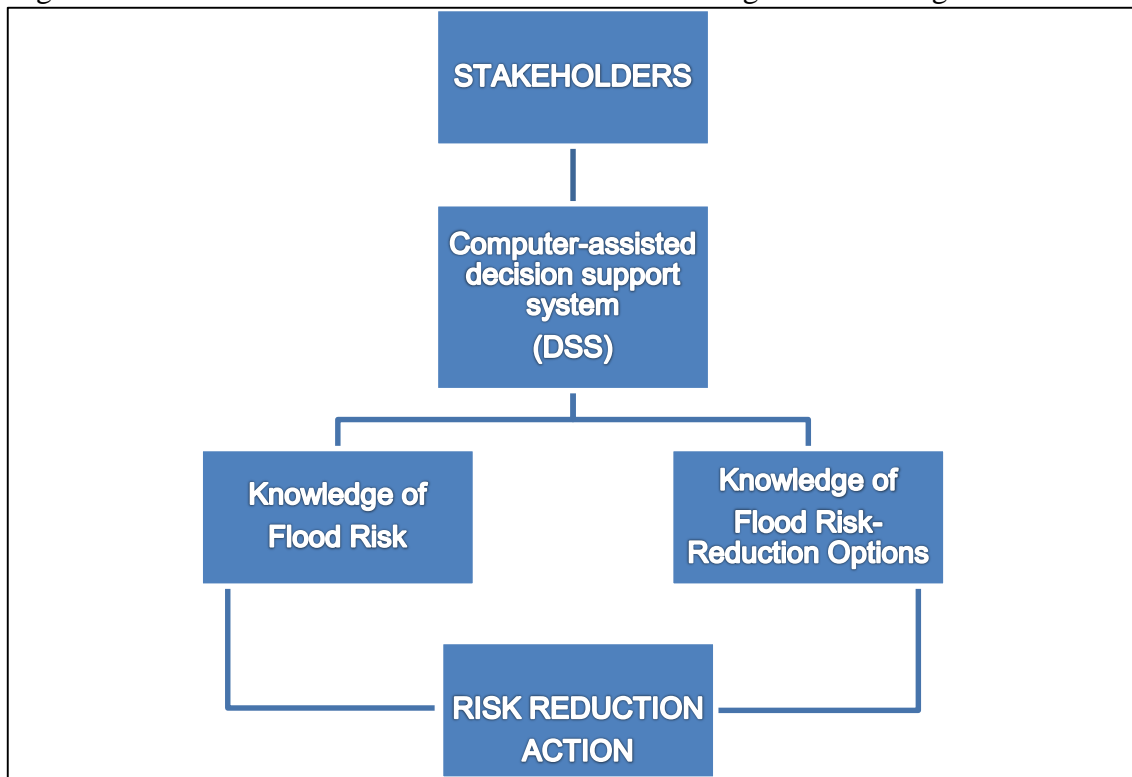 STAKEHOLDERS
Computer-assisted
decision support
system
(DSS)
Knowledge of
Flood Risk
Knowledge of
Flood Risk-
Reduction Options
RISK REDUCTION
ACTION